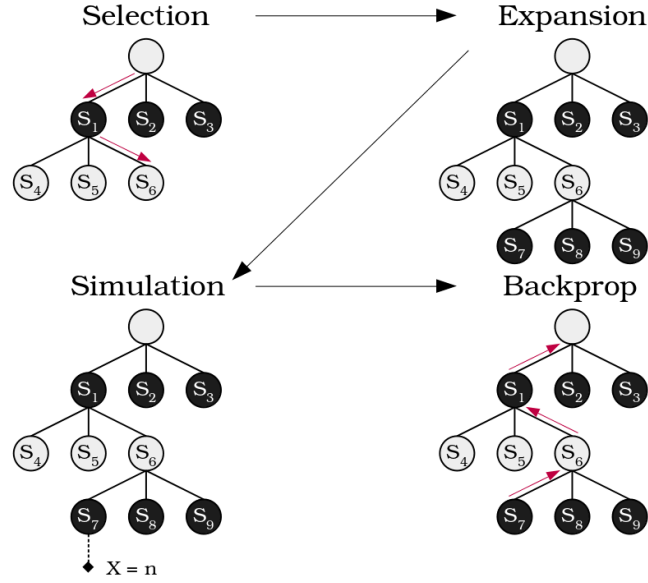 Selection
Expansion
S₁ S₂ S₃
S₄ S₅ S₆
S₁ S₂ S₃
S₄ S₅ S₆
S₇ S₈ S₉
Simulation
Backprop
S₁ S₂ S₃
S₄ S₅ S₆
S₇ S₈ S₉
X = n
S₁ S₂ S₃
S₄ S₅ S₆
S₇ S₈ S₉